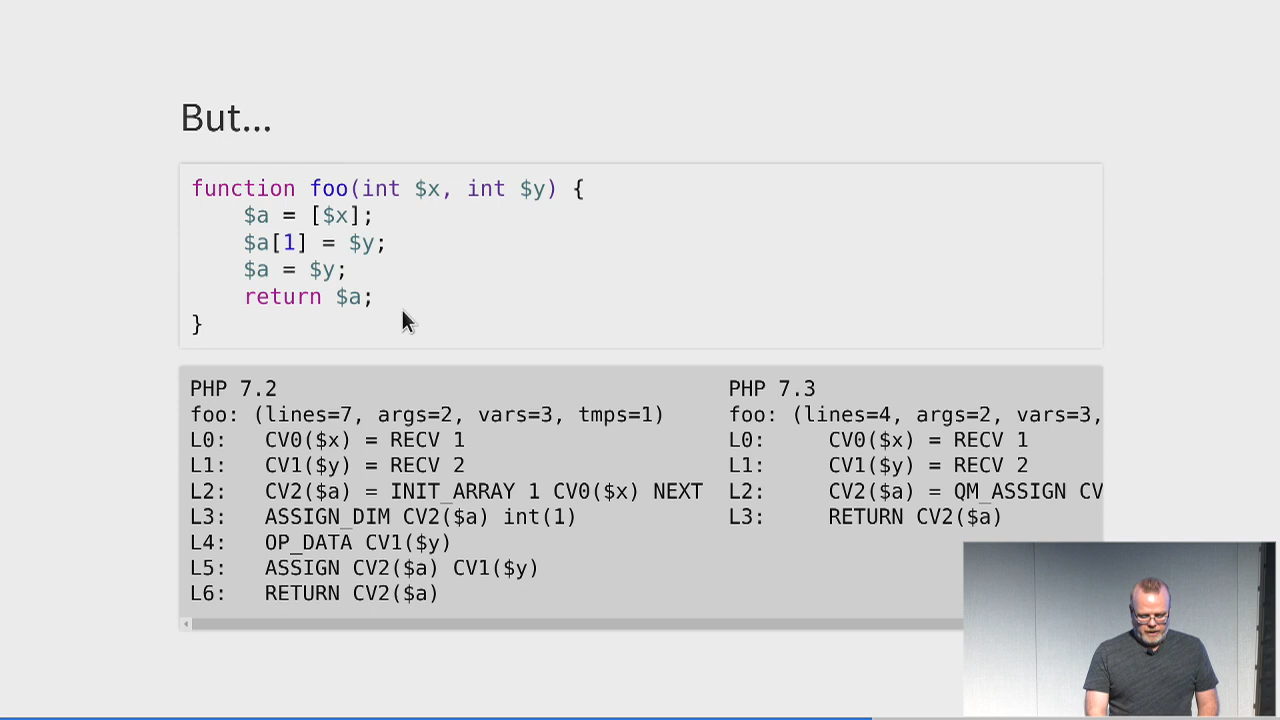 But...
function foo(int $x, int $y) {
    $a = [$x];
    $a[1] = $y;
    $a = $y;
    return $a;
}
PHP 7.2
foo: (lines=7, args=2, vars=3, tmps=1)
L0:   CV0($x) = RECV 1
L1:   CV1($y) = RECV 2
L2:   CV2($a) = INIT_ARRAY 1 CV0($x) NEXT
L3:   ASSIGN_DIM CV2($a) int(1)
L4:   OP_DATA CV1($y)
L5:   ASSIGN CV2($a) CV1($y)
L6:   RETURN CV2($a)
PHP 7.3
foo: (lines=4, args=2, vars=3,
L0:     CV0($x) = RECV 1
L1:     CV1($y) = RECV 2
L2:     CV2($a) = QM_ASSIGN CV
L3:     RETURN CV2($a)